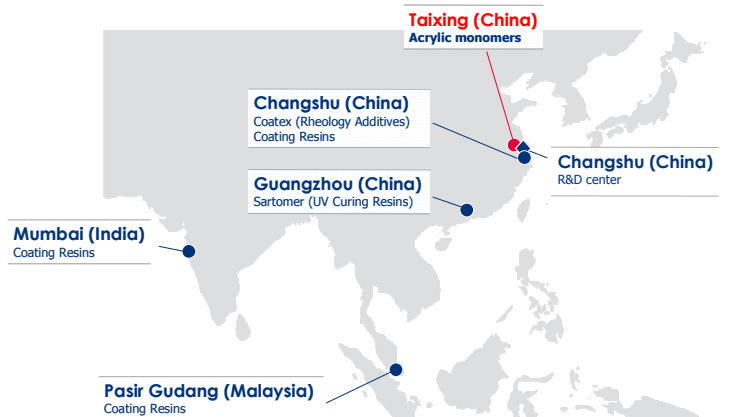 Taixing (China)
Acrylic monomers
Changshu (China)
Coatex (Rheology Additives)
Coating Resins
Changshu (China)
R&D center
Guangzhou (China)
Sartomer (UV Curing Resins)
Mumbai (India)
Coating Resins
Pasir Gudang (Malaysia)
Coating Resins